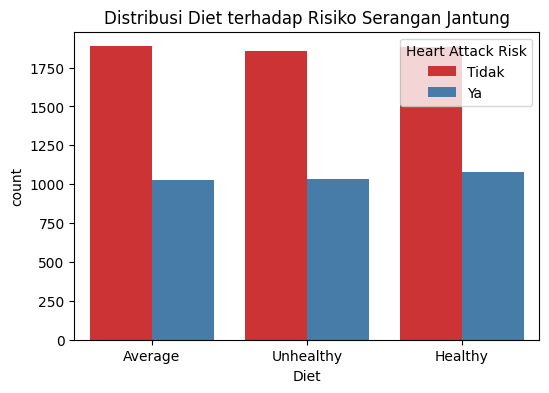 Distribusi Diet terhadap Risiko Serangan Jantung
Heart Attack Risk
Tidak
Ya
1750
1500
1250
1000
750
500
250
0
count
Average
Unhealthy
Healthy
Diet